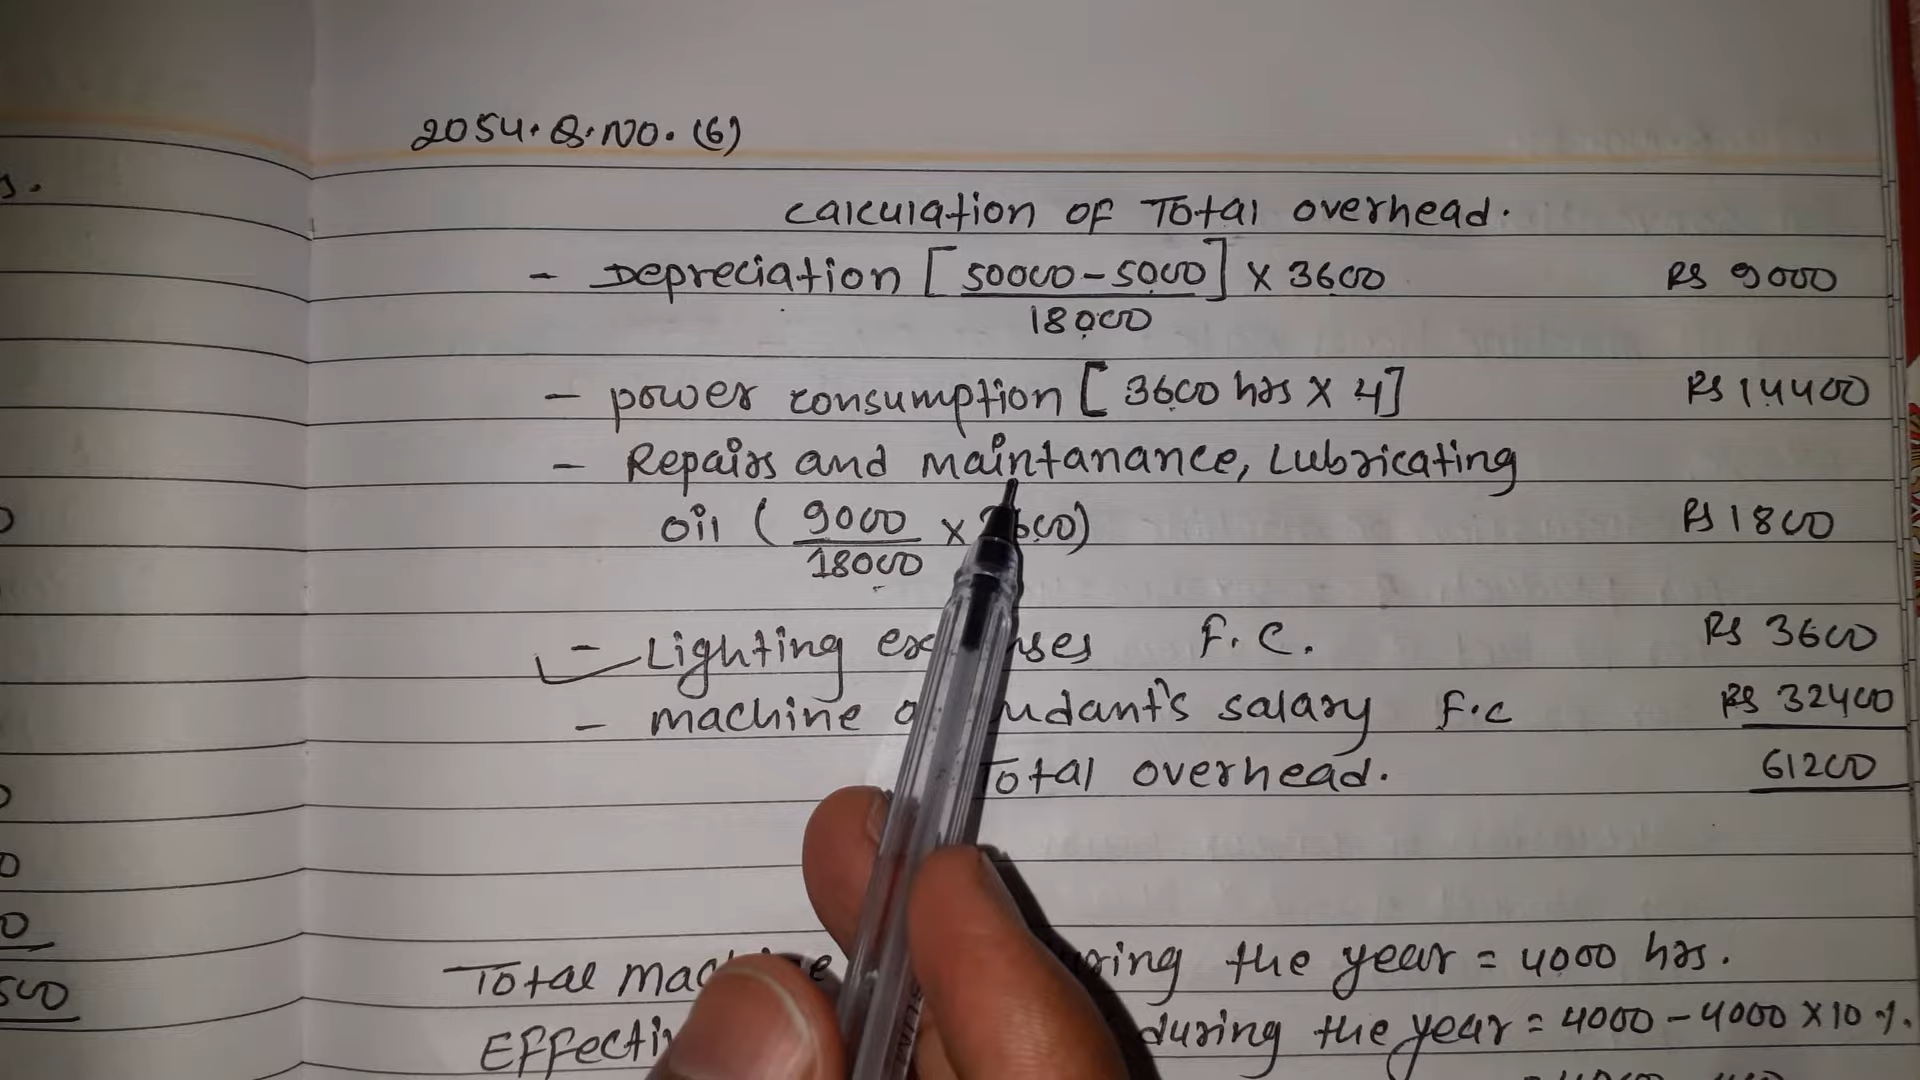 2054. Q. NO. (6)
s.
calculation of Total overhead.
- Depreciation [50000 - 5000] x 3600 Rs 9000
18000
- power consumption [3600 hrs x 4] Rs 14400
- Repairs and maintanance, Lubricating
oil (9000 x 3600) Rs 1800
18000
- Lighting F.C. Rs 3600
- machine salary F.C Rs 32400
Total overhead. 61200
Total the year = 4000 hrs.
during the year = 4000 - 4000 x 10 %.